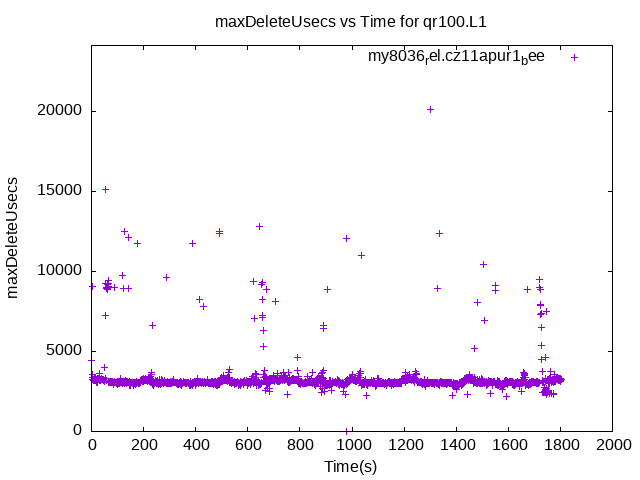 maxDeleteUsecs vs Time for qr100.L1
my8036rel.cz11apur1bee
20000
15000
10000
5000
0
maxDeleteUsecs
0 200 400 600 800 1000 1200 1400 1600 1800 2000
Time(s)